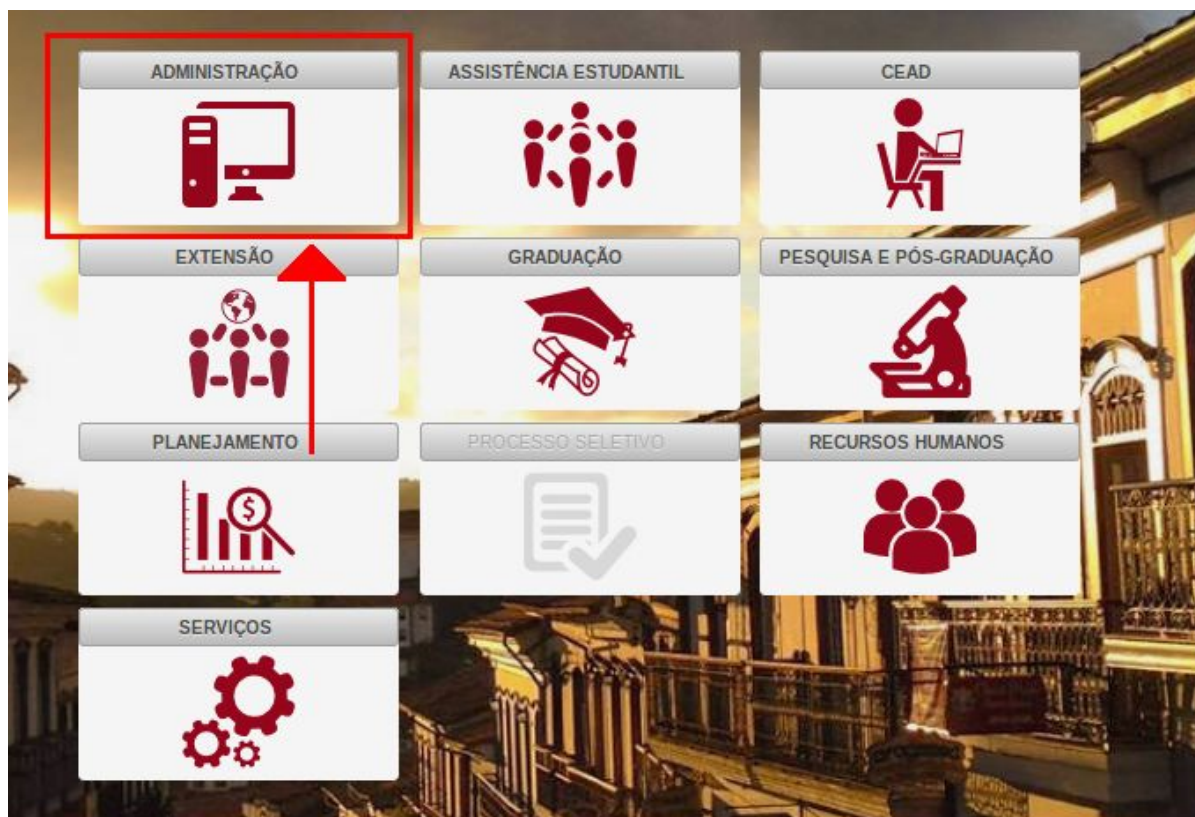 ADMINISTRAÇÃO
ASSISTÊNCIA ESTUDANTIL
CEAD
EXTENSÃO
GRADUAÇÃO
PESQUISA E PÓS-GRADUAÇÃO
PLANEJAMENTO
PROCESSO SELETIVO
RECURSOS HUMANOS
$
SERVIÇOS